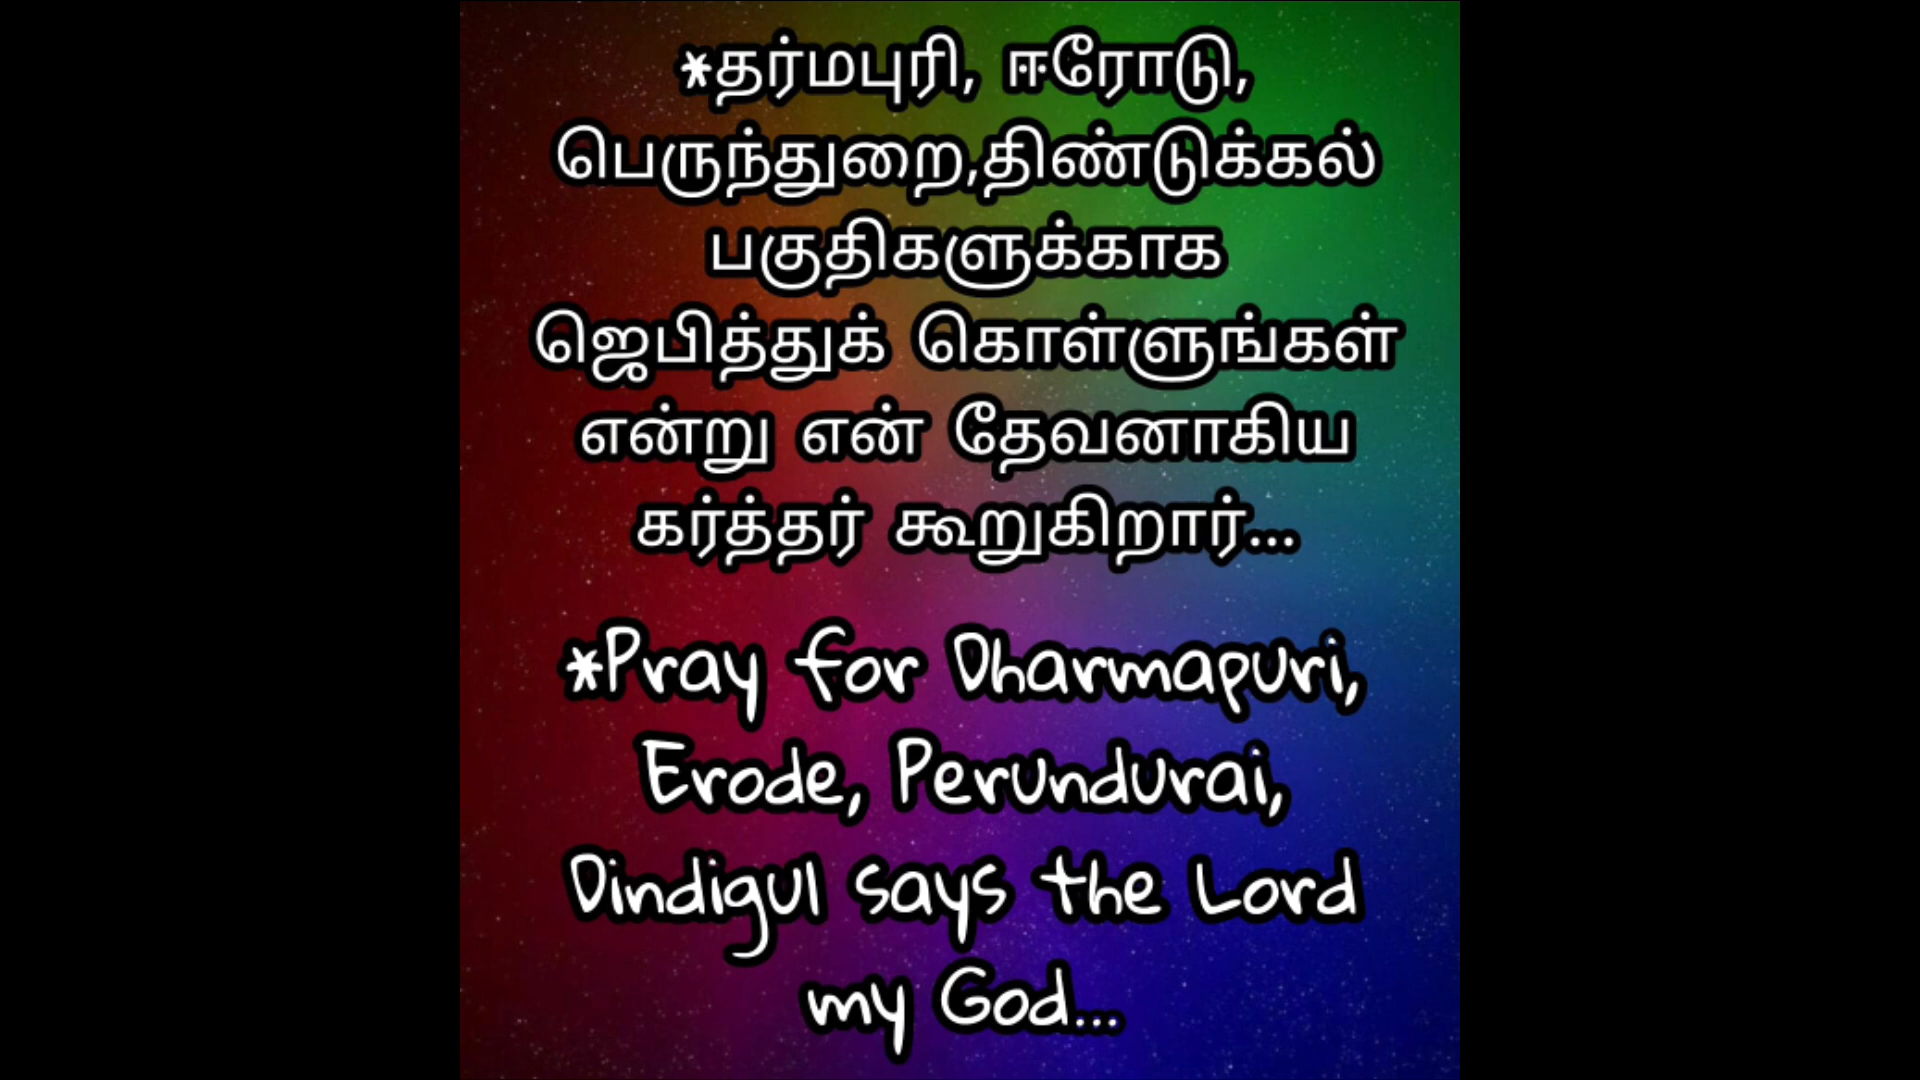 *தர்மபுரி, ஈரோடு,
பெருந்துறை,திண்டுக்கல்
பகுதிகளுக்காக
ஜெபித்துக் கொள்ளுங்கள்
என்று என் தேவனாகிய
கர்த்தர் கூறுகிறார்...
*Pray for Dharmapuri,
Erode, Perundurai,
Dindigul says the Lord
my God...